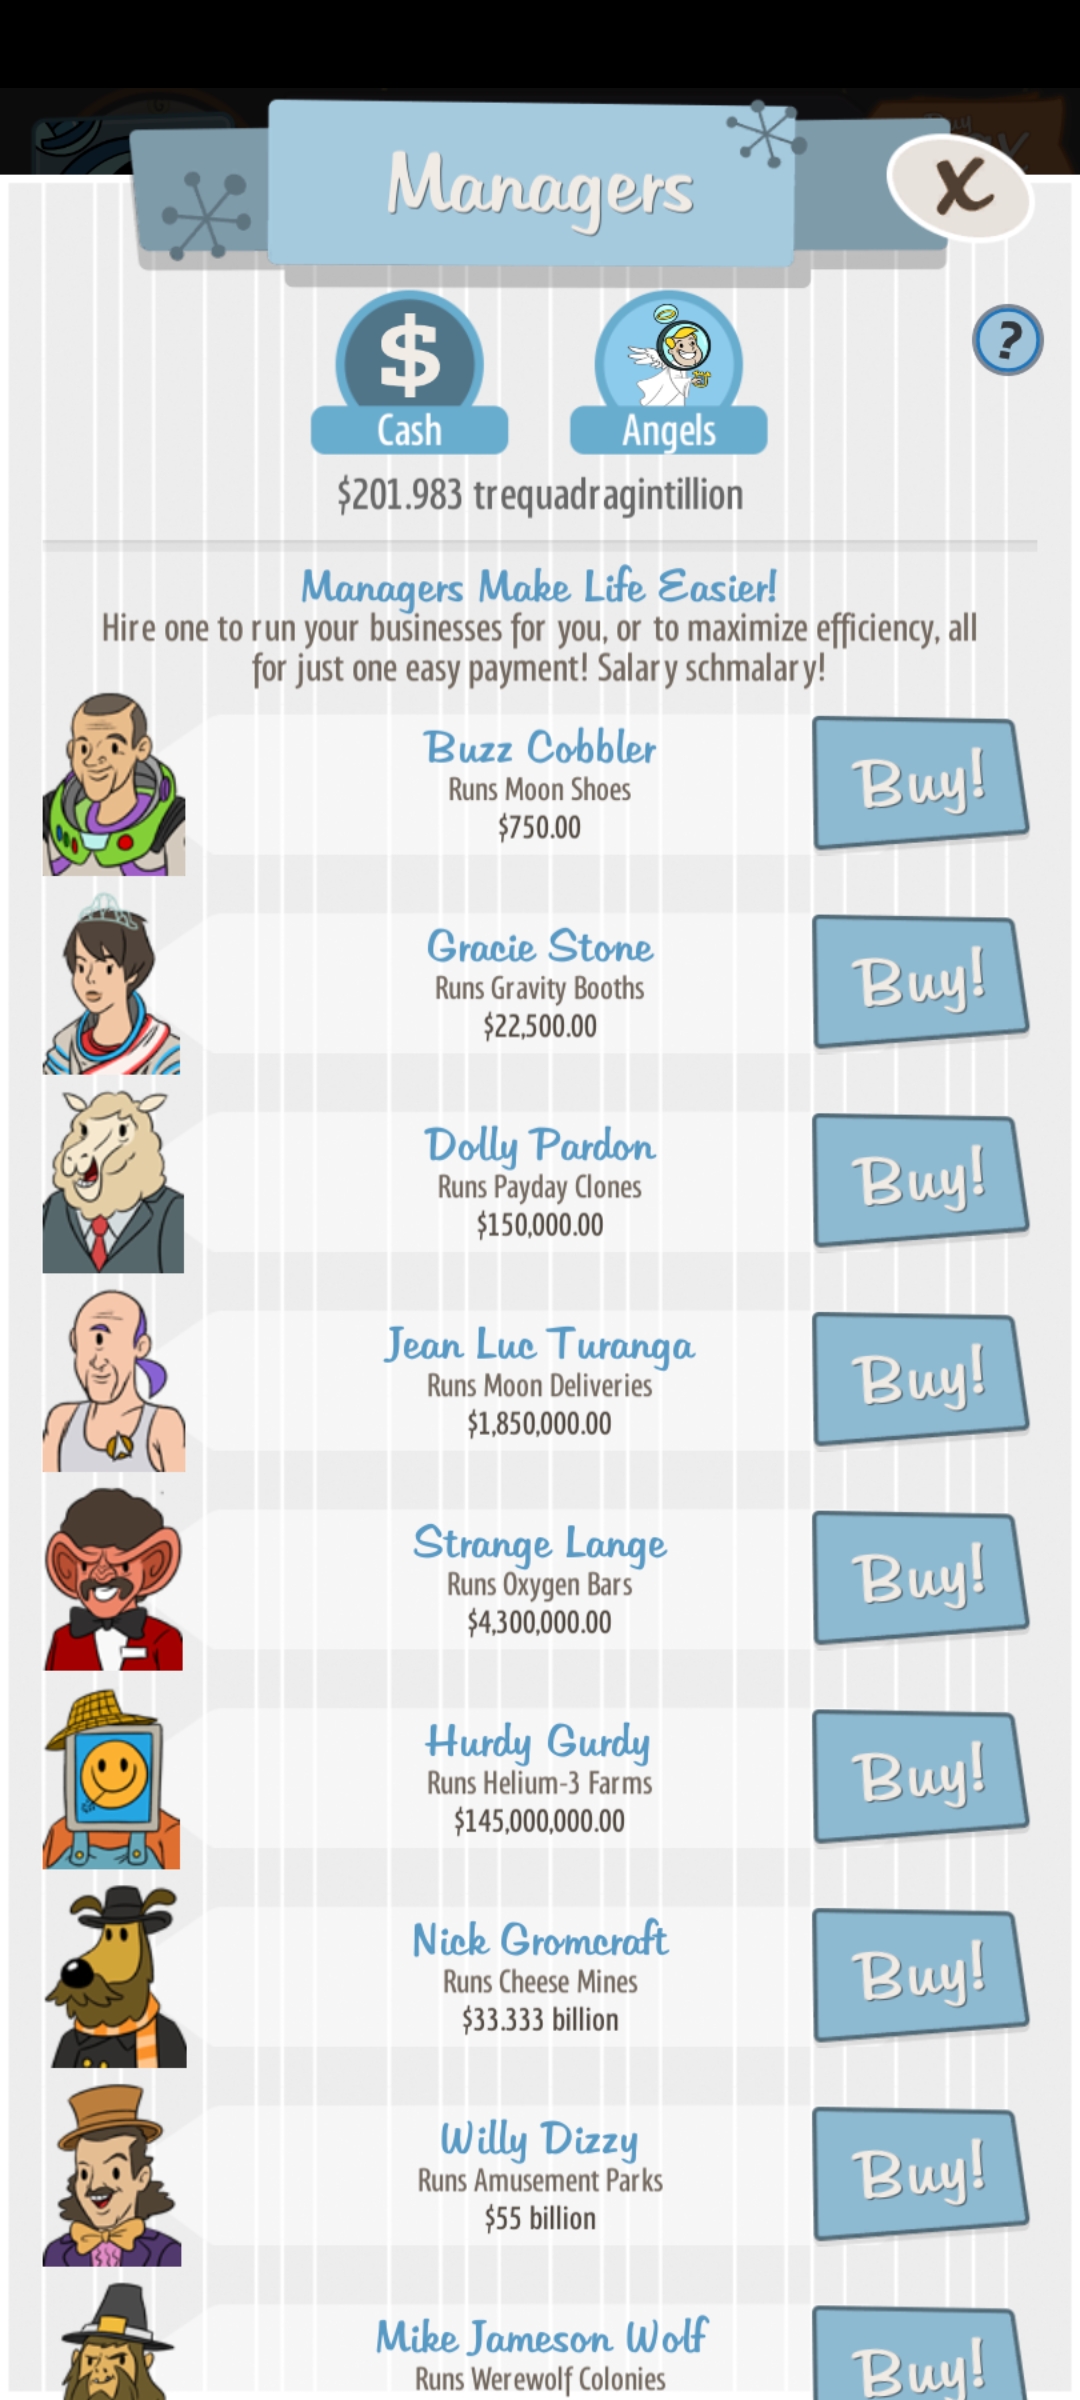 Managers
X
$
?
Cash
Angels
$201.983 trequadragintillion
Managers Make Life Easier!
Hire one to run your businesses for you, or to maximize efficiency, all
for just one easy payment! Salary schmalary!
Buzz Cobbler
Runs Moon Shoes
$750.00
Buy!
Gracie Stone
Runs Gravity Booths
$22,500.00
Buy!
Dolly Pardon
Runs Payday Clones
$150,000.00
Buy!
Jean Luc Turanga
Runs Moon Deliveries
$1,850,000.00
Buy!
Strange Lange
Runs Oxygen Bars
$4,300,000.00
Buy!
Hurdy Gurdy
Runs Helium-3 Farms
$145,000,000.00
Buy!
Nick Gromcraft
Runs Cheese Mines
$33.333 billion
Buy!
Willy Dizzy
Runs Amusement Parks
$55 billion
Buy!
Mike Jameson Wolf
Runs Werewolf Colonies
Buy!